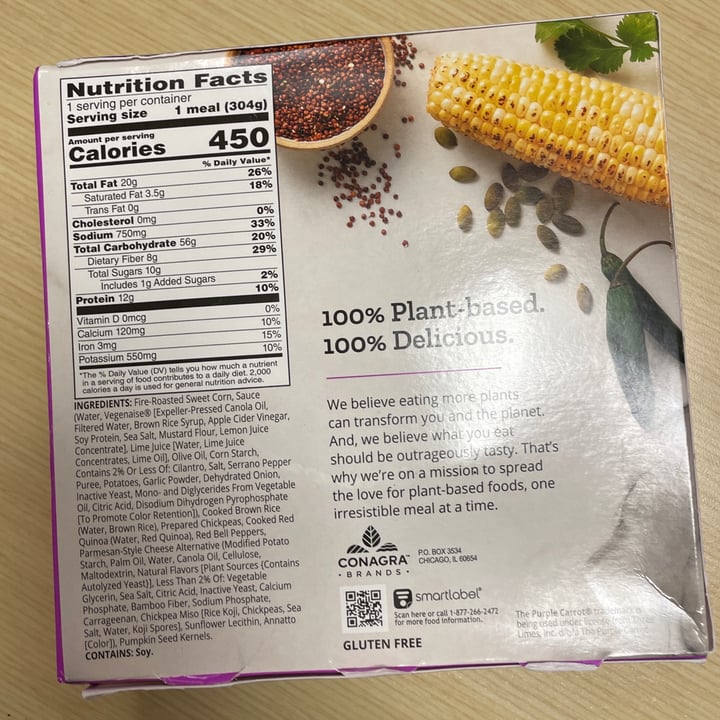 Nutrition Facts
1 serving per container
Serving size 1 meal (304g)
Amount per serving
Calories 450
% Daily Value*
Total Fat 20g 26%
Saturated Fat 3.5g 18%
Trans Fat 0g
Cholesterol 0mg 0%
Sodium 750mg 33%
Total Carbohydrate 56g 20%
Dietary Fiber 8g 29%
Total Sugars 10g
Includes 1g Added Sugars 2%
Protein 12g 10%
Vitamin D 0mcg 0%
Calcium 120mg 10%
Iron 3mg 15%
Potassium 550mg 10%
*The % Daily Value (DV) tells you how much a nutrient
in a serving of food contributes to a daily diet. 2,000
calories a day is used for general nutrition advice.
INGREDIENTS: Fire-Roasted Sweet Corn, Sauce
(Water, Vegenaise® [Expeller-Pressed Canola Oil,
Filtered Water, Brown Rice Syrup, Apple Cider Vinegar,
Soy Protein, Sea Salt, Mustard Flour, Lemon Juice
Concentrate], Lime Juice [Water, Lime Juice
Concentrates, Lime Oil], Olive Oil, Corn Starch,
Contains 2% Or Less Of: Cilantro, Salt, Serrano Pepper
Puree, Potatoes, Garlic Powder, Dehydrated Onion,
Inactive Yeast, Mono- and Diglycerides From Vegetable
Oil, Citric Acid, Disodium Dihydrogen Pyrophosphate
[To Promote Color Retention]), Cooked Brown Rice
(Water, Brown Rice), Prepared Chickpeas, Cooked Red
Quinoa (Water, Red Quinoa), Red Bell Peppers,
Parmesan-Style Cheese Alternative (Modified Potato
Starch, Palm Oil, Water, Canola Oil, Cellulose,
Maltodextrin, Natural Flavors [Plant Sources {Contains
Autolyzed Yeast}], Less Than 2% Of: Vegetable
Glycerin, Sea Salt, Citric Acid, Inactive Yeast, Calcium
Phosphate, Bamboo Fiber, Sodium Phosphate,
Carrageenan, Chickpea Miso [Rice Koji, Chickpeas, Sea
Salt, Water, Koji Spores], Sunflower Lecithin, Annatto
[Color]), Pumpkin Seed Kernels.
CONTAINS: Soy.
100% Plant-based.
100% Delicious.
We believe eating more plants
can transform you and the planet.
And, we believe what you eat
should be outrageously tasty. That's
why we're on a mission to spread
the love for plant-based foods, one
irresistible meal at a time.
CONAGRA™
• BRANDS •
P.O. BOX 3534
CHICAGO, IL 60654
smartlabel®
Scan here or call 1-877-266-2472
for more food information.
GLUTEN FREE
The Purple Carrot® trademark is
being used under license from Three
Limes, Inc. d/b/a The Purple Carrot.